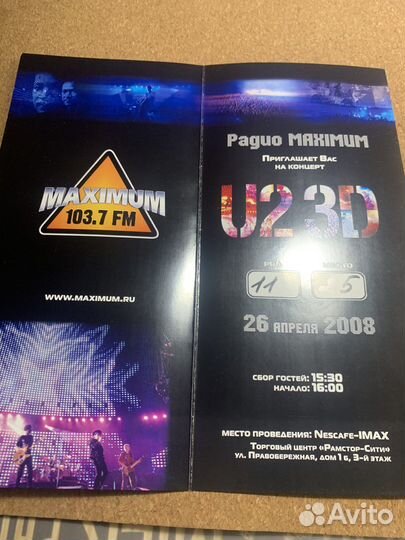 MAXIMUM
103.7 FM
www.maximum.ru
Радио MAXIMUM
Приглашает Вас
на концерт
U2 3D
11
26 апреля 2008
сбор гостей: 15:30
начало: 16:00
место проведения: Nescafe-IMAX
Торговый центр «Рамстор-Сити»
ул. Правобережная, дом 1 б, 3-й этаж
Avito